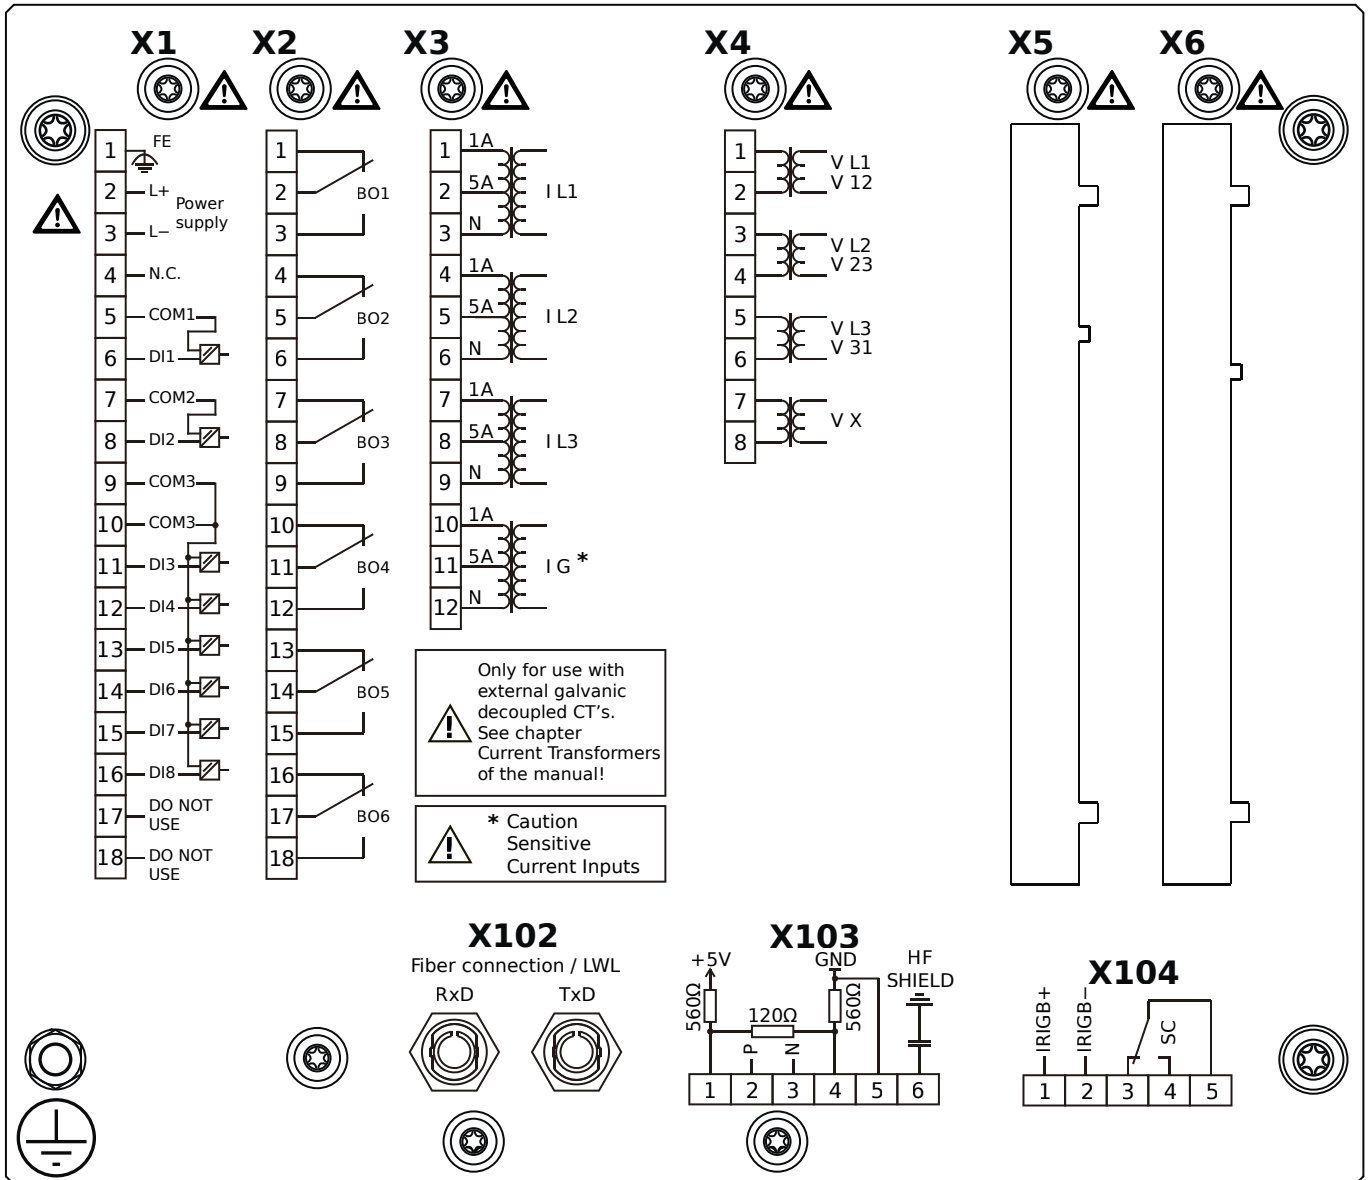 X1
1 FE
2 L+
Power
supply
3 L−
4 N.C.
5 COM1
6 DI1
7 COM2
8 DI2
9 COM3
10 COM3
11 DI3
12 DI4
13 DI5
14 DI6
15 DI7
16 DI8
17 DO NOT
USE
18 DO NOT
USE
X2
1
2 BO1
3
4
5 BO2
6
7
8 BO3
9
10
11 BO4
12
13
14 BO5
15
16
17 BO6
18
X3
1 1A
2 5A I L1
3 N
4 1A
5 5A I L2
6 N
7 1A
8 5A I L3
9 N
10 1A
11 5A I G *
12 N
Only for use with
external galvanic
decoupled CT's.
See chapter
Current Transformers
of the manual!
* Caution
Sensitive
Current Inputs
X4
1 V L1
2 V 12
3 V L2
4 V 23
5 V L3
6 V 31
7 V X
8
X5
X6
X102
Fiber connection / LWL
RxD TxD
X103
+5V GND HF
SHIELD
560Ω 120Ω 560Ω
P N
1 2 3 4 5 6
X104
IRIGB+ IRIGB− SC
1 2 3 4 5